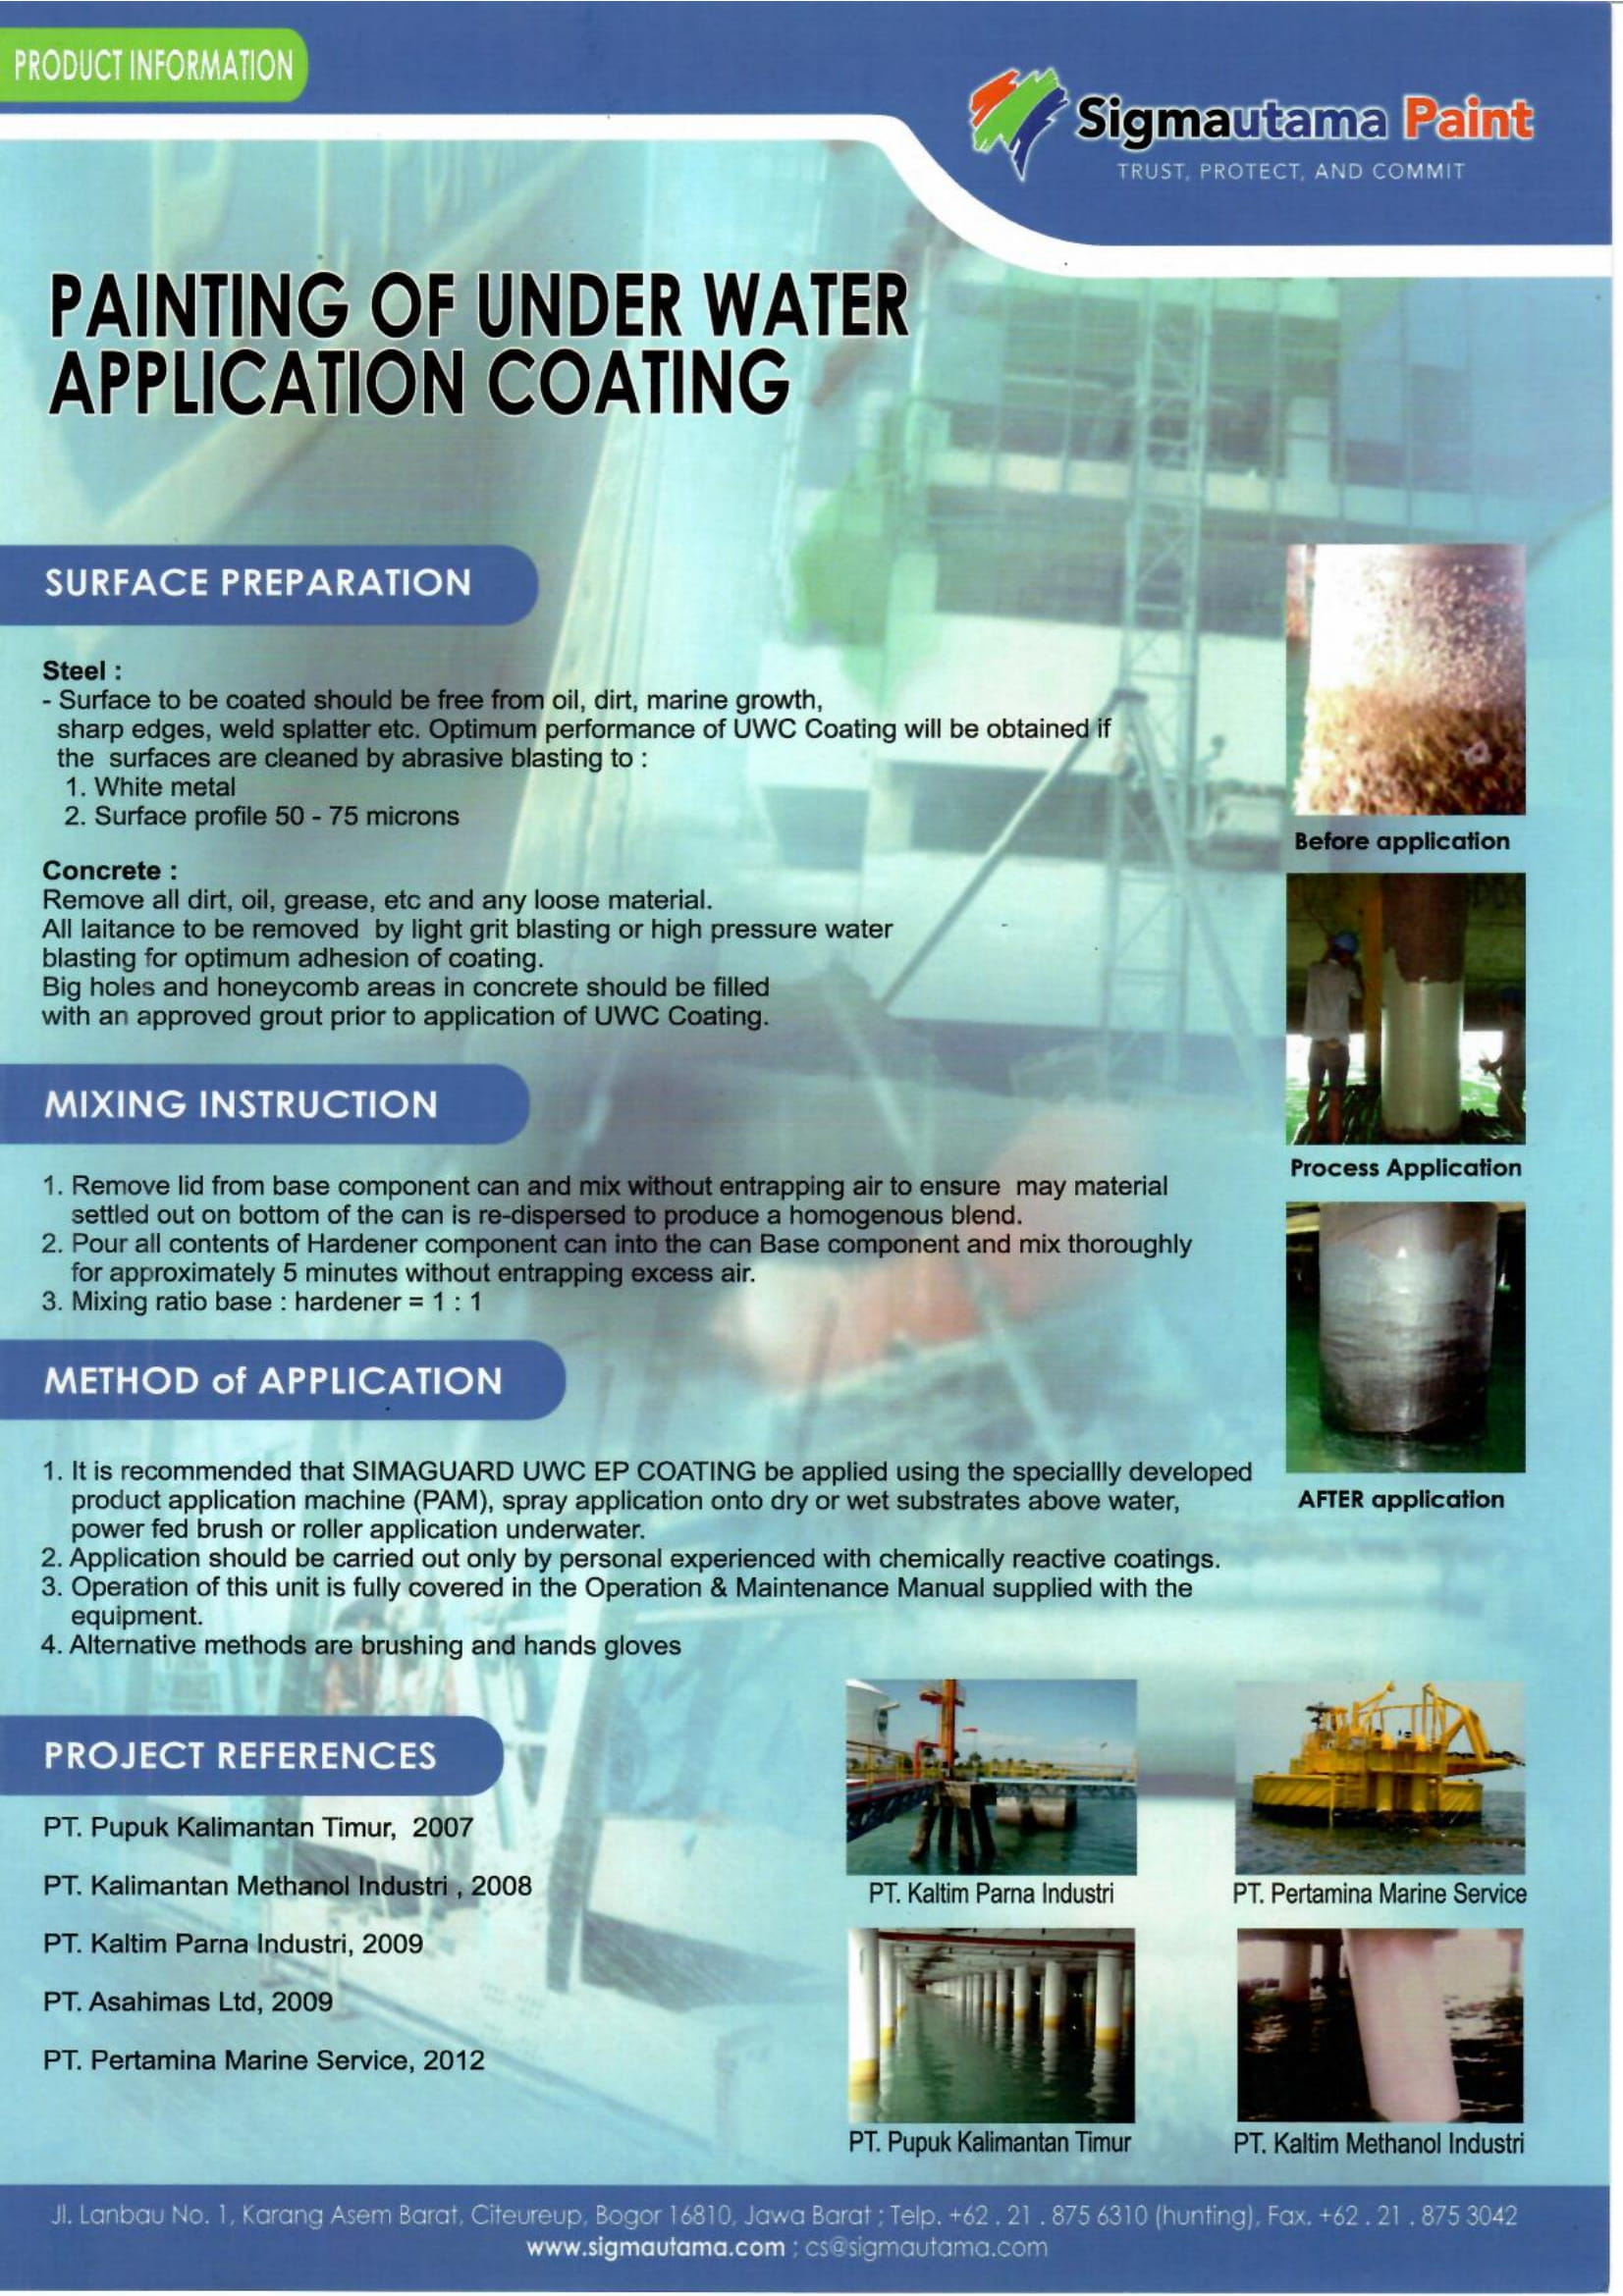 PRODUCT INFORMATION
Sigmautama Paint
TRUST, PROTECT, AND COMMIT
PAINTING OF UNDER WATER
APPLICATION COATING
SURFACE PREPARATION
Steel :
- Surface to be coated should be free from oil, dirt, marine growth,
sharp edges, weld splatter etc. Optimum performance of UWC Coating will be obtained if
the surfaces are cleaned by abrasive blasting to :
1. White metal
2. Surface profile 50 - 75 microns
Concrete :
Remove all dirt, oil, grease, etc and any loose material.
All laitance to be removed by light grit blasting or high pressure water
blasting for optimum adhesion of coating.
Big holes and honeycomb areas in concrete should be filled
with an approved grout prior to application of UWC Coating.
Before application
Process Application
AFTER application
MIXING INSTRUCTION
1. Remove lid from base component can and mix without entrapping air to ensure may material
settled out on bottom of the can is re-dispersed to produce a homogenous blend.
2. Pour all contents of Hardener component can into the can Base component and mix thoroughly
for approximately 5 minutes without entrapping excess air.
3. Mixing ratio base : hardener = 1 : 1
METHOD of APPLICATION
1. It is recommended that SIMAGUARD UWC EP COATING be applied using the speciallly developed
product application machine (PAM), spray application onto dry or wet substrates above water,
power fed brush or roller application underwater.
2. Application should be carried out only by personal experienced with chemically reactive coatings.
3. Operation of this unit is fully covered in the Operation & Maintenance Manual supplied with the
equipment.
4. Alternative methods are brushing and hands gloves
PROJECT REFERENCES
PT. Pupuk Kalimantan Timur, 2007
PT. Kalimantan Methanol Industri , 2008
PT. Kaltim Parna Industri, 2009
PT. Asahimas Ltd, 2009
PT. Pertamina Marine Service, 2012
PT. Kaltim Parna Industri
PT. Pertamina Marine Service
PT. Pupuk Kalimantan Timur
PT. Kaltim Methanol Industri
Jl. Lanbau No. 1, Karang Asem Barat, Citeureup, Bogor 16810, Jawa Barat ; Telp. +62 . 21 . 875 6310 (hunting), Fax. +62 . 21 . 875 3042
www.sigmautama.com ; cs@sigmautama.com